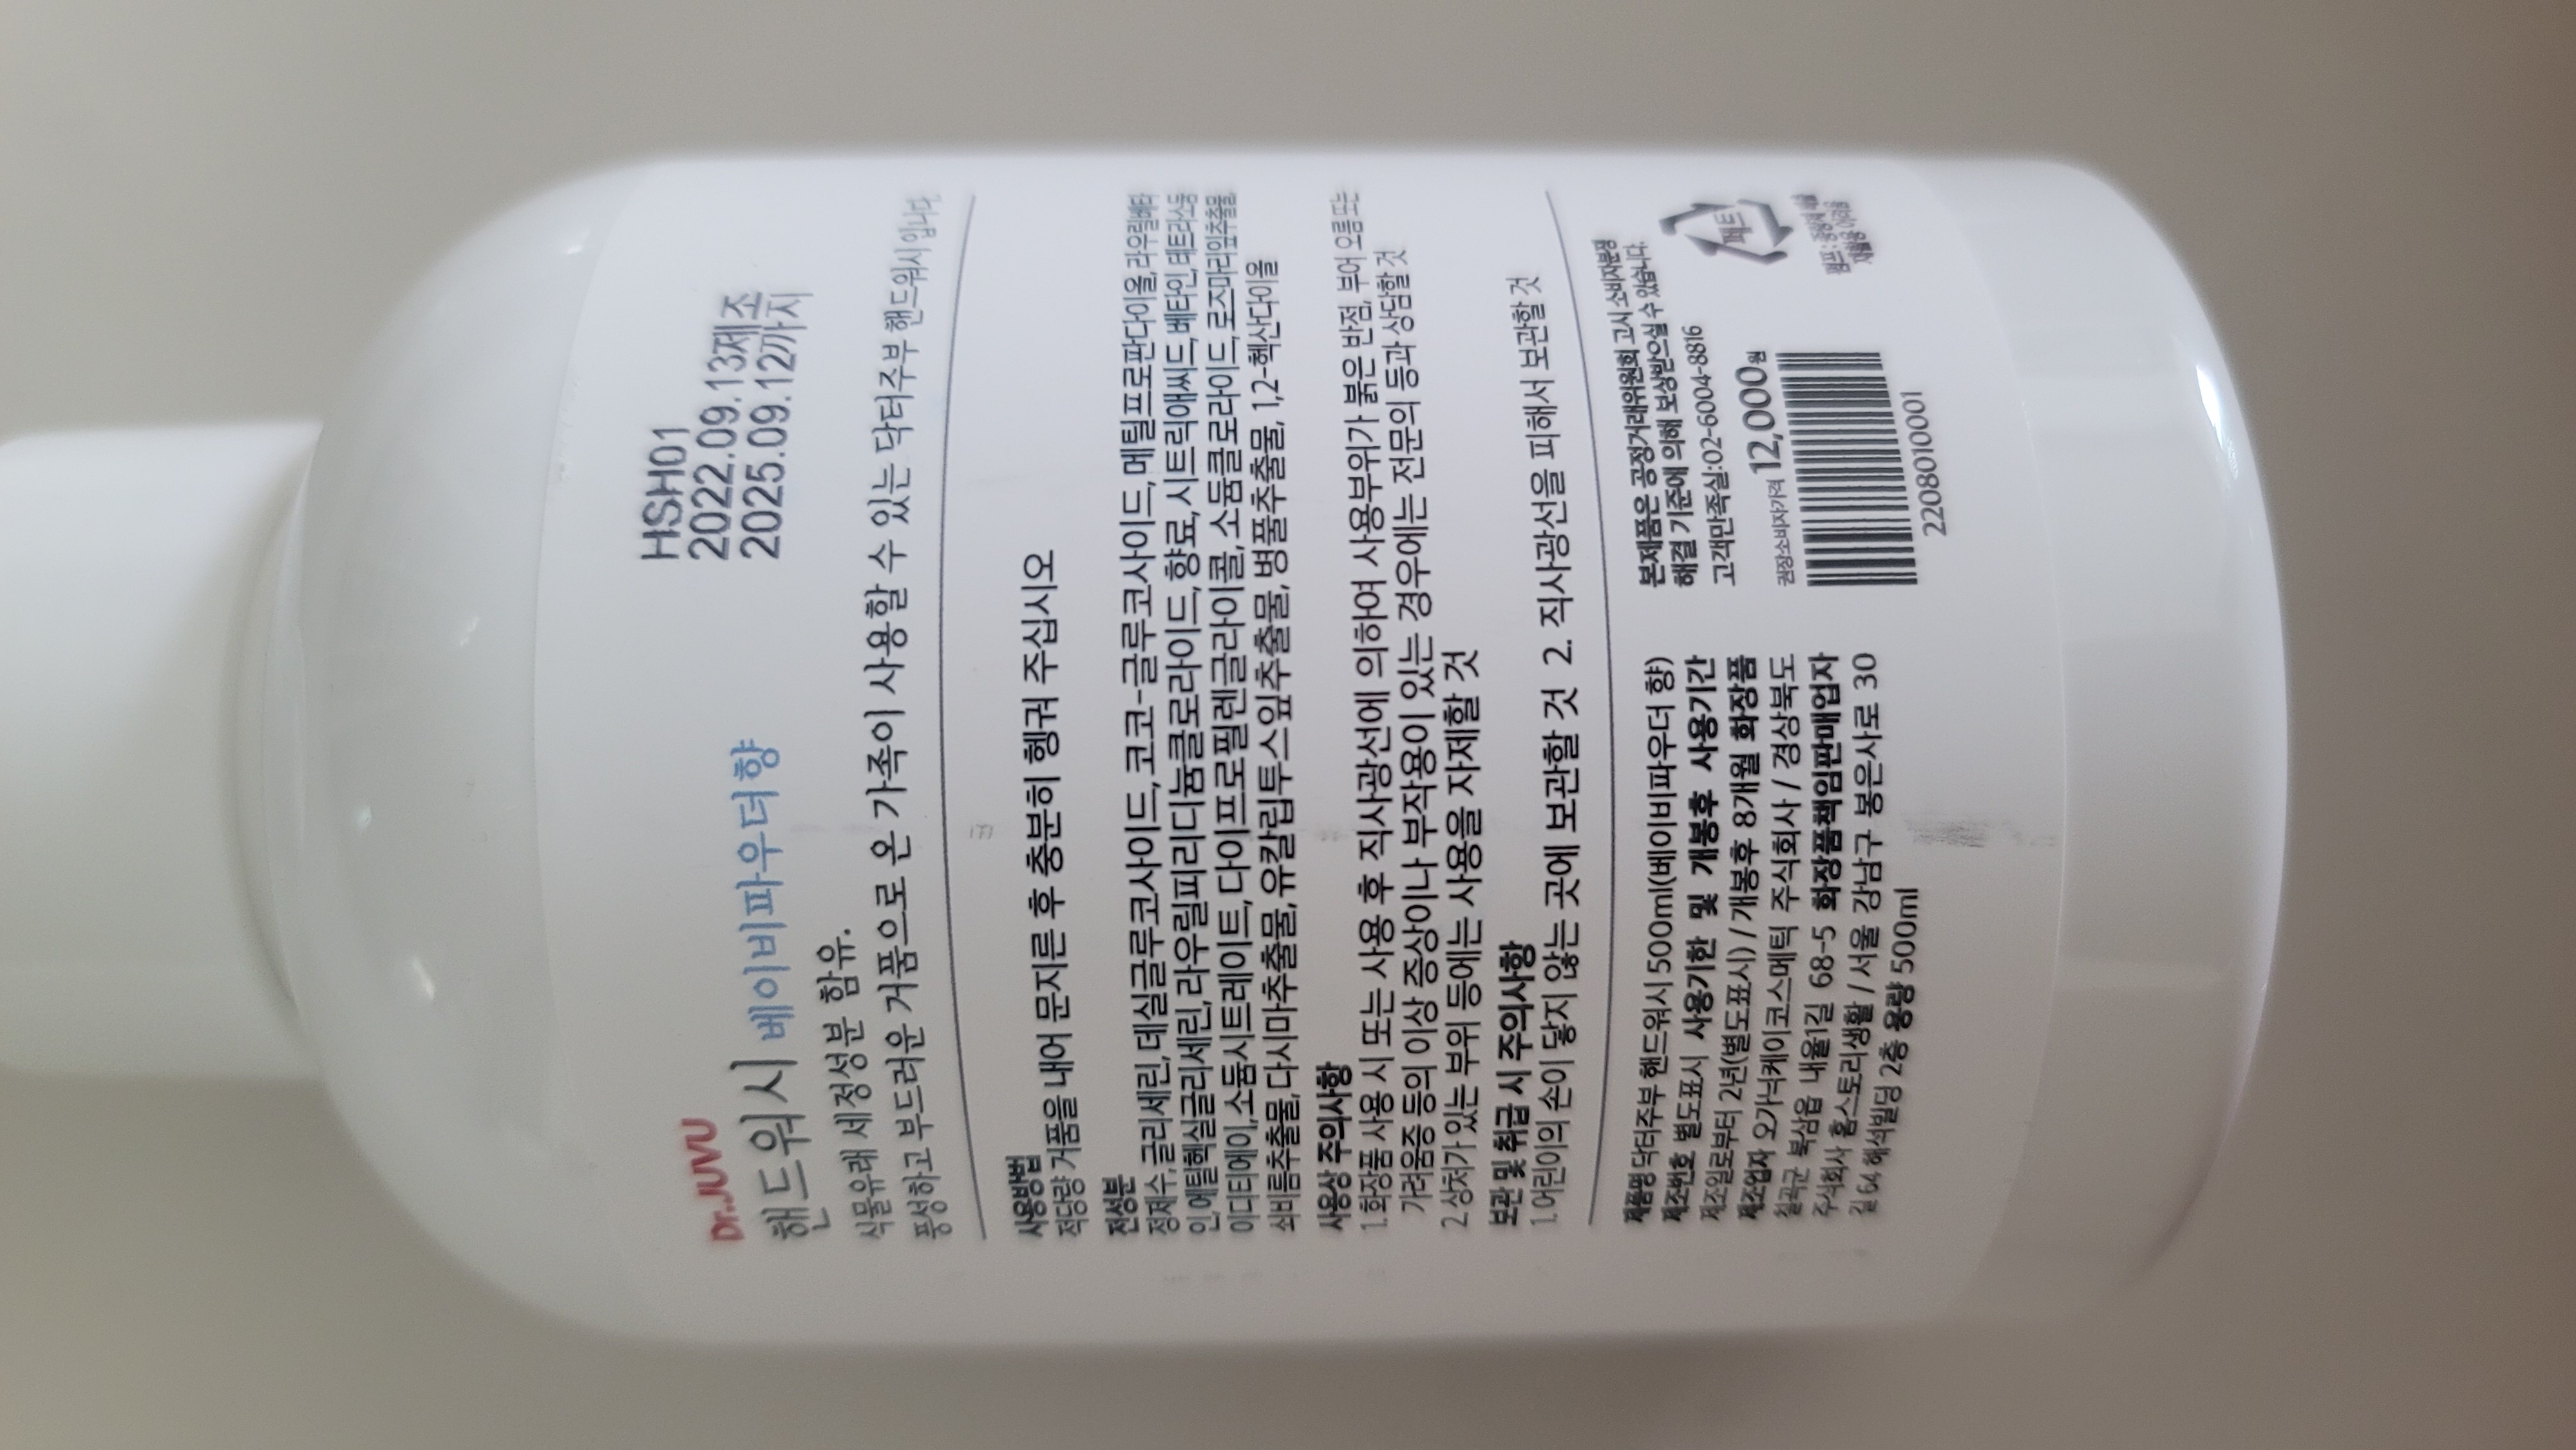 HSH01
2022.09.13제조
2025.09.12까지
Dr.JUVU
핸드워시 베이비파우더향
식물유래 세정성분 함유.
풍성하고 부드러운 거품으로 온 가족이 사용할 수 있는 닥터주부 핸드워시 입니다.
사용방법
적당량 거품을 내어 문지른 후 충분히 헹궈 주십시오
전성분
정제수, 글리세린, 데실글루코사이드, 코코-글루코사이드, 메틸프로판다이올, 라우릴베타
인, 에틸헥실글리세린, 라우릴피리디늄클로라이드, 향료, 시트릭애씨드, 베타인, 테트라소듐
이디티에이, 소듐시트레이트, 다이프로필렌글라이콜, 소듐클로라이드, 로즈마리잎추출물,
쇠비름추출물, 다시마추출물, 유칼립투스잎추출물, 병풀추출물, 1,2-헥산다이올
사용상 주의사항
1. 화장품 사용 시 또는 사용 후 직사광선에 의하여 사용부위가 붉은 반점, 부어 오름 또는
가려움증 등의 이상 증상이나 부작용이 있는 경우에는 전문의 등과 상담할 것
2. 상처가 있는 부위 등에는 사용을 자제할 것
보관 및 취급 시 주의사항
1. 어린이의 손이 닿지 않는 곳에 보관할 것 2. 직사광선을 피해서 보관할 것
제품명 닥터주부 핸드워시 500ml(베이비파우더 향)
제조번호 별도표시 사용기한 및 개봉후 사용기간
제조일로부터 2년(별도표시) / 개봉후 8개월 화장품
제조업자 오가닉케이코스메틱 주식회사 / 경상북도
칠곡군 북삼읍 내율1길 68-5 화장품책임판매업자
주식회사 홈스토리생활 / 서울 강남구 봉은사로 30
길 64 해석빌딩 2층 용량 500ml
본제품은 공정거래위원회 고시 소비자분쟁
해결 기준에 의해 보상받으실 수 있습니다.
고객만족실:02-6004-8816
권장소비자가격 12,000원
2208010001
페트
펌프 : 종량제 배출
재활용 어려움